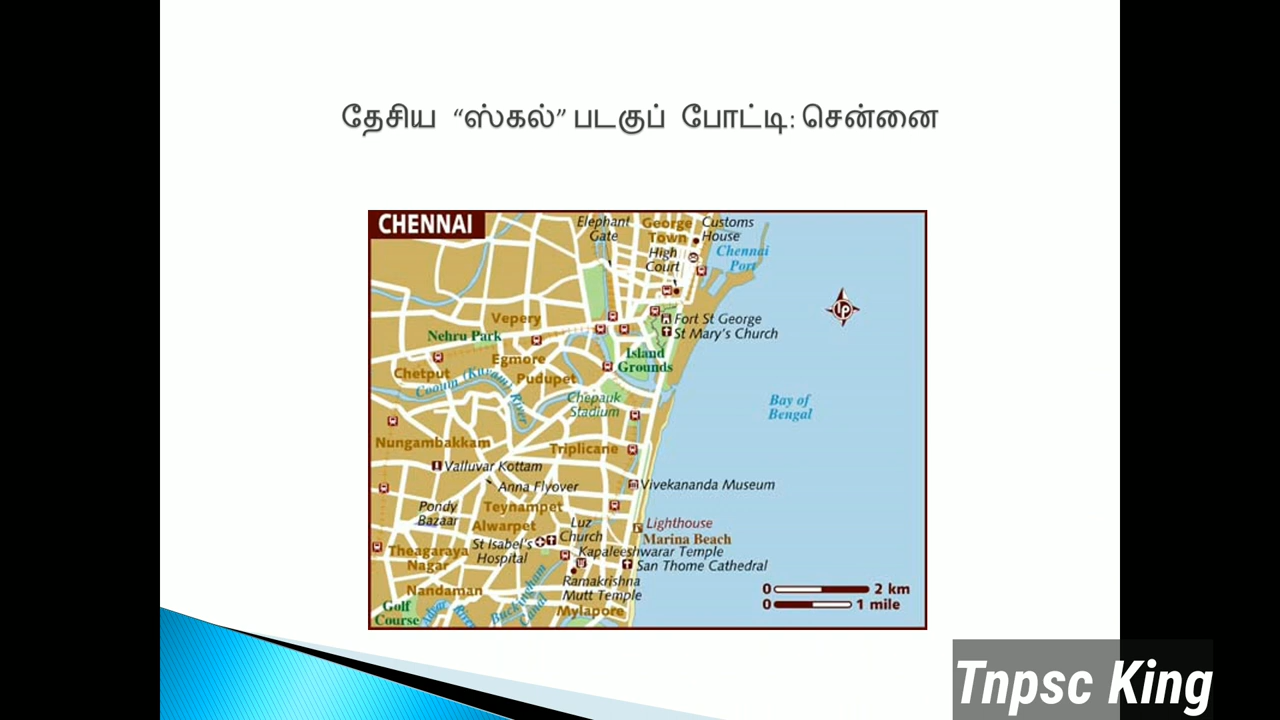 தேசிய “ஸ்கல்” படகுப் போட்டி: சென்னை
CHENNAI
Elephant
Gate
George
Town
Customs
House
High
Court
Chennai
Port
Vepery
Fort St George
St Mary's Church
Nehru Park
Island
Grounds
Egmore
Chetput
Pudupet
Cooum (Kuvam) River
Chepauk
Stadium
Bay of
Bengal
Nungambakkam
Triplicane
Valluvar Kottam
Anna Flyover
Vivekananda Museum
Pondy
Bazaar
Teynampet
Alwarpet
Luz
Church
Lighthouse
Marina Beach
St Isabel's
Hospital
Kapaleeshwarar Temple
San Thome Cathedral
Theagaraya
Nagar
Ramakrishna
Mutt Temple
Nandaman
Buckingham
Canal
Mylapore
Golf
Course
Adyar
River
0 2 km
0 1 mile
LP
Tnpsc King